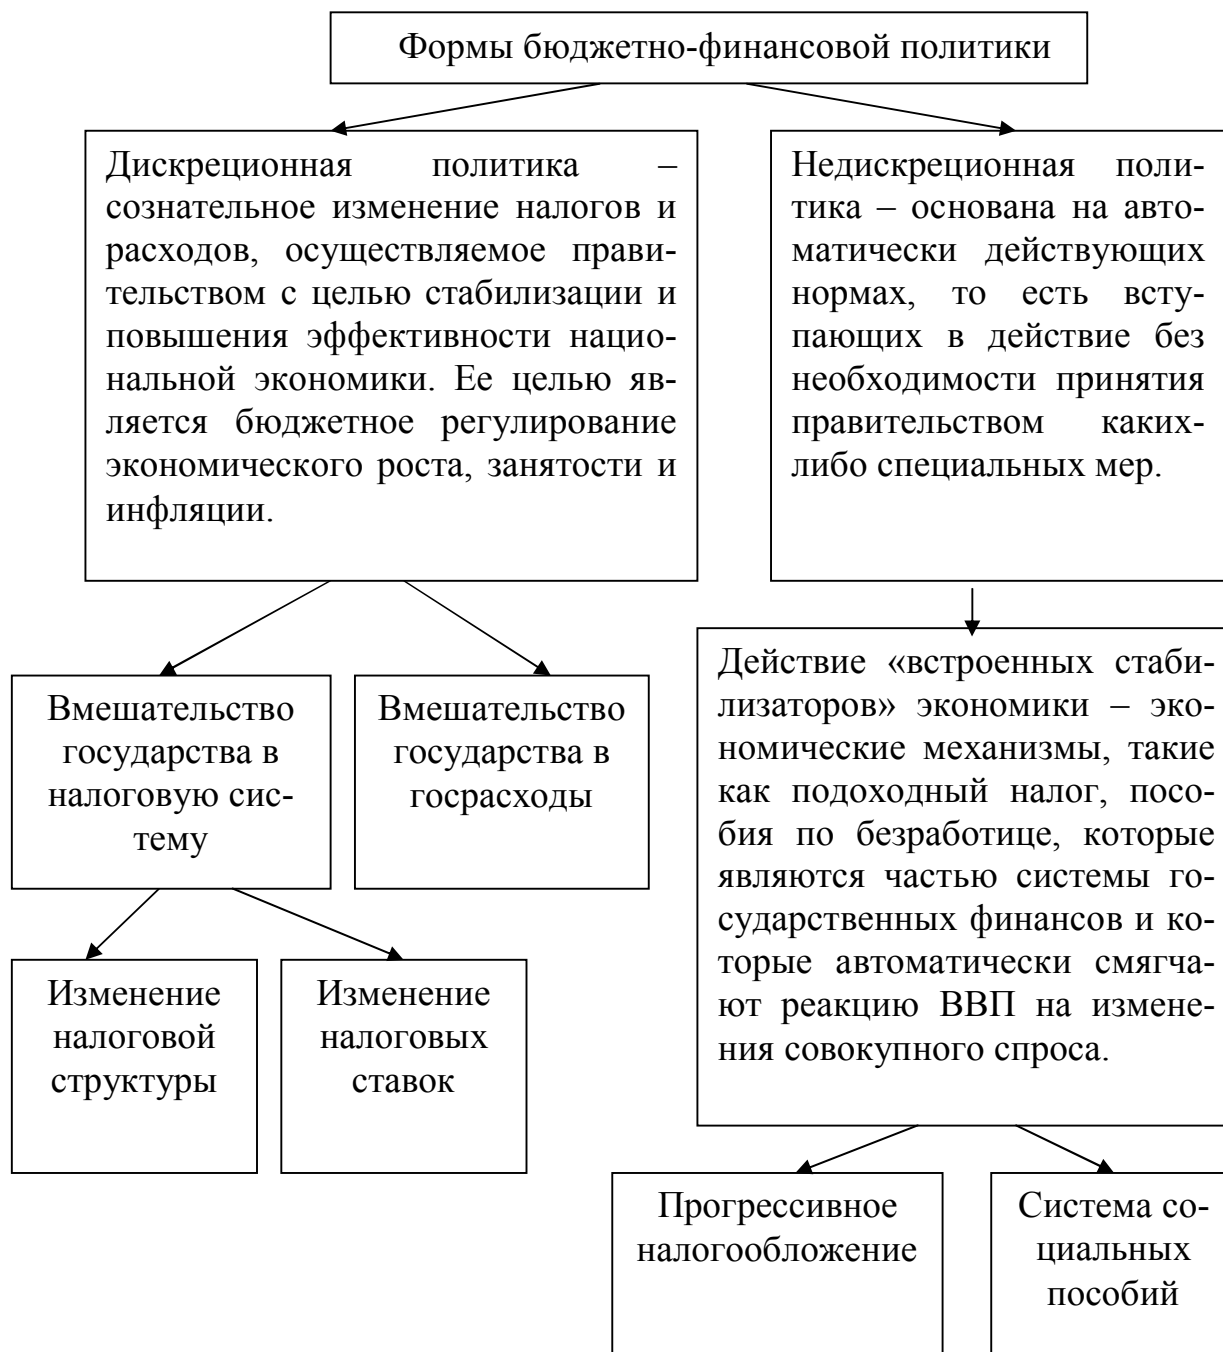 Формы бюджетно-финансовой политики
Дискреционная политика –
сознательное изменение налогов и
расходов, осуществляемое прави-
тельством с целью стабилизации и
повышения эффективности нацио-
нальной экономики. Ее целью яв-
ляется бюджетное регулирование
экономического роста, занятости и
инфляции.
Недискреционная поли-
тика – основана на авто-
матически действующих
нормах, то есть всту-
пающих в действие без
необходимости принятия
правительством каких-
либо специальных мер.
Вмешательство
государства в
налоговую сис-
тему
Вмешательство
государства в
госрасходы
Действие «встроенных стаби-
лизаторов» экономики – эко-
номические механизмы, такие
как подоходный налог, посо-
бия по безработице, которые
являются частью системы го-
сударственных финансов и ко-
торые автоматически смягча-
ют реакцию ВВП на измене-
ния совокупного спроса.
Изменение
налоговой
структуры
Изменение
налоговых
ставок
Прогрессивное
налогообложение
Система со-
циальных
пособий